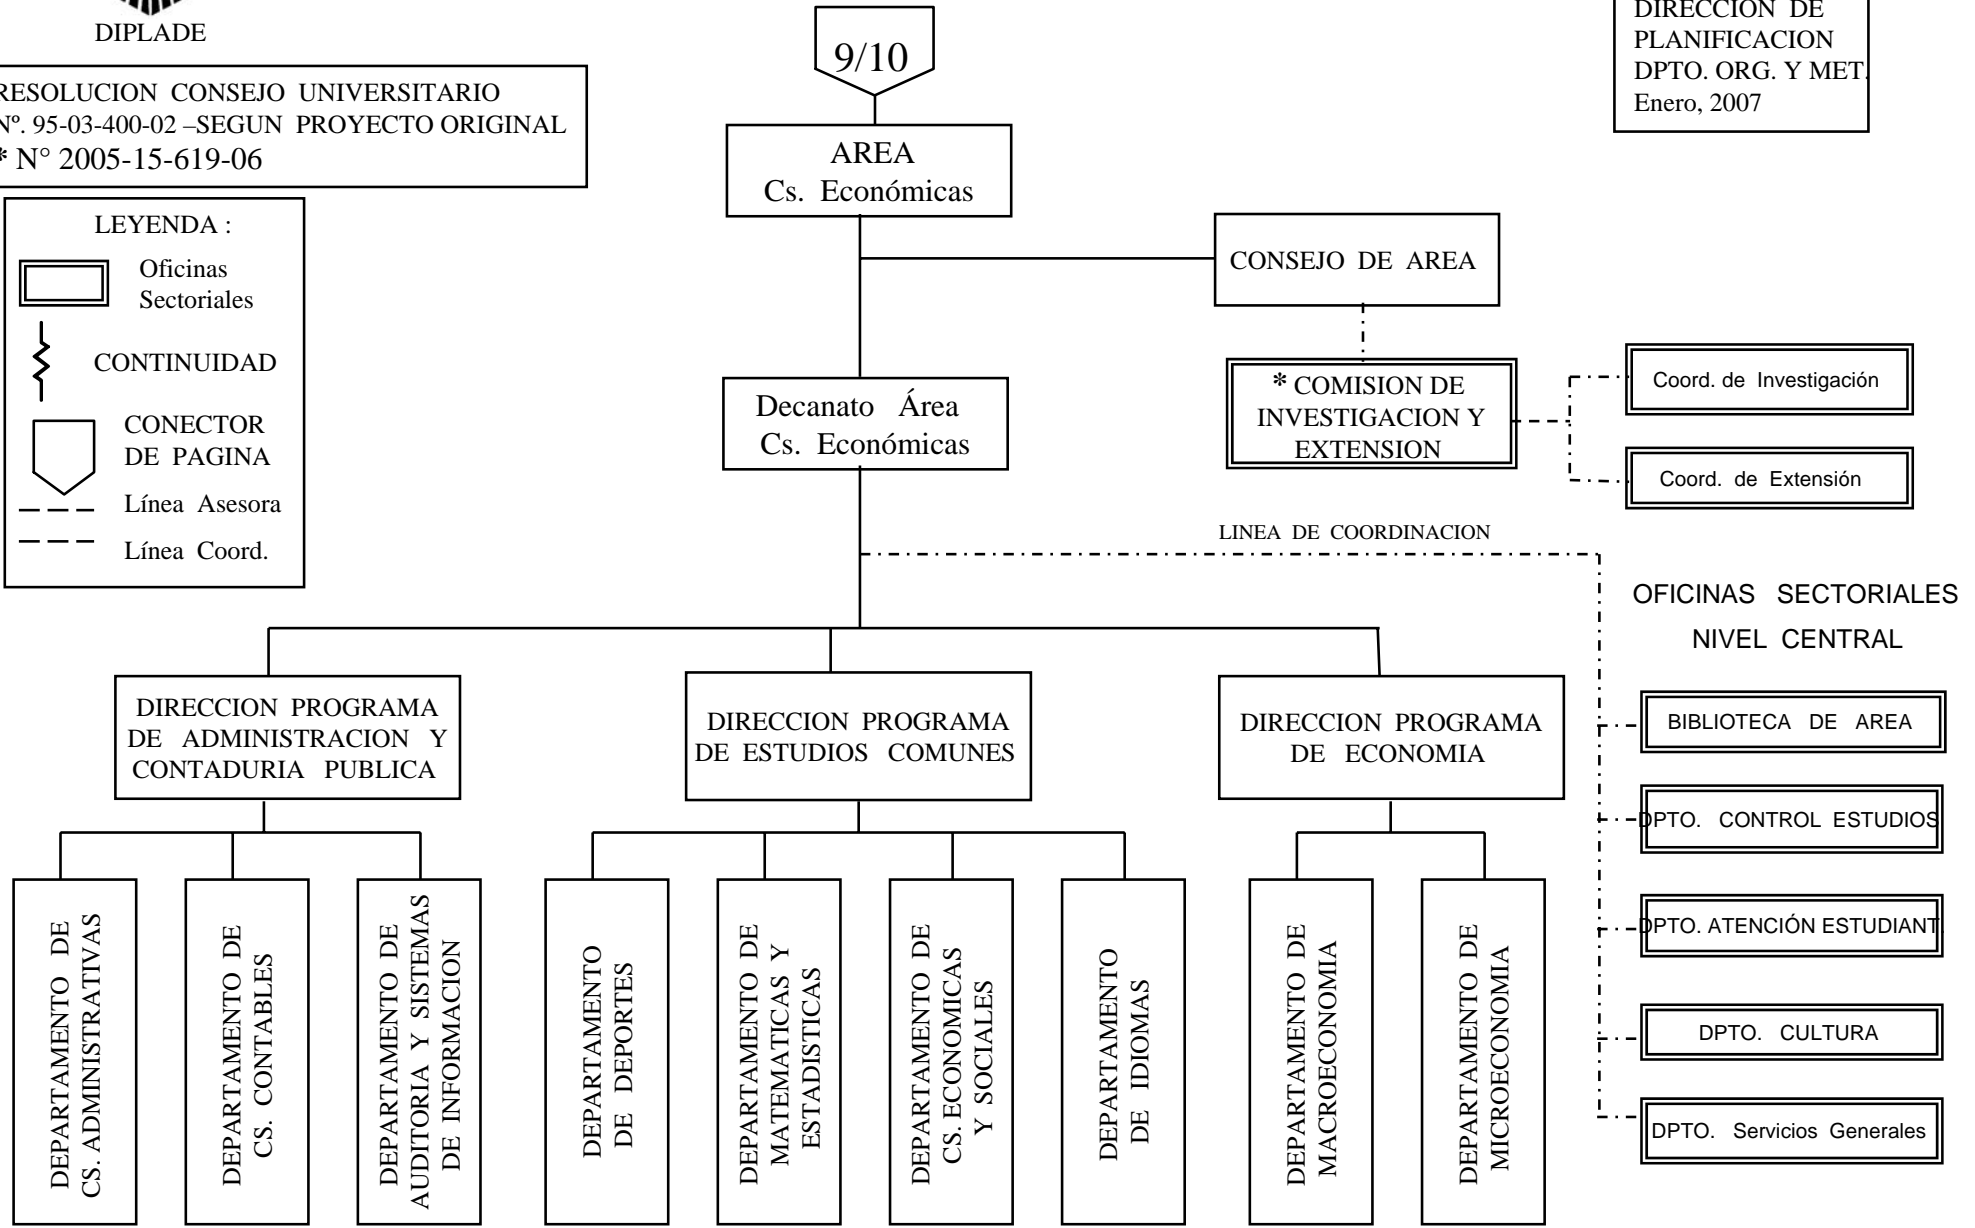 DIPLADE
RESOLUCION CONSEJO UNIVERSITARIO
Nº. 95-03-400-02 –SEGUN PROYECTO ORIGINAL
* N° 2005-15-619-06
9/10
DIRECCION DE
PLANIFICACION
DPTO. ORG. Y MET.
Enero, 2007
LEYENDA :
Oficinas
Sectoriales
CONTINUIDAD
CONECTOR
DE PAGINA
Línea Asesora
Línea Coord.
AREA
Cs. Económicas
CONSEJO DE AREA
Decanato Área
Cs. Económicas
* COMISION DE
INVESTIGACION Y
EXTENSION
Coord. de Investigación
Coord. de Extensión
LINEA DE COORDINACION
OFICINAS SECTORIALES
NIVEL CENTRAL
BIBLIOTECA DE AREA
DPTO. CONTROL ESTUDIOS
DPTO. ATENCIÓN ESTUDIANT.
DPTO. CULTURA
DPTO. Servicios Generales
DIRECCION PROGRAMA
DE ADMINISTRACION Y
CONTADURIA PUBLICA
DIRECCION PROGRAMA
DE ESTUDIOS COMUNES
DIRECCION PROGRAMA
DE ECONOMIA
DEPARTAMENTO DE
CS. ADMINISTRATIVAS
DEPARTAMENTO DE
CS. CONTABLES
DEPARTAMENTO DE
AUDITORIA Y SISTEMAS
DE INFORMACION
DEPARTAMENTO
DE DEPORTES
DEPARTAMENTO DE
MATEMATICAS Y
ESTADISTICAS
DEPARTAMENTO DE
CS. ECONOMICAS
Y SOCIALES
DEPARTAMENTO
DE IDIOMAS
DEPARTAMENTO DE
MACROECONOMIA
DEPARTAMENTO DE
MICROECONOMIA